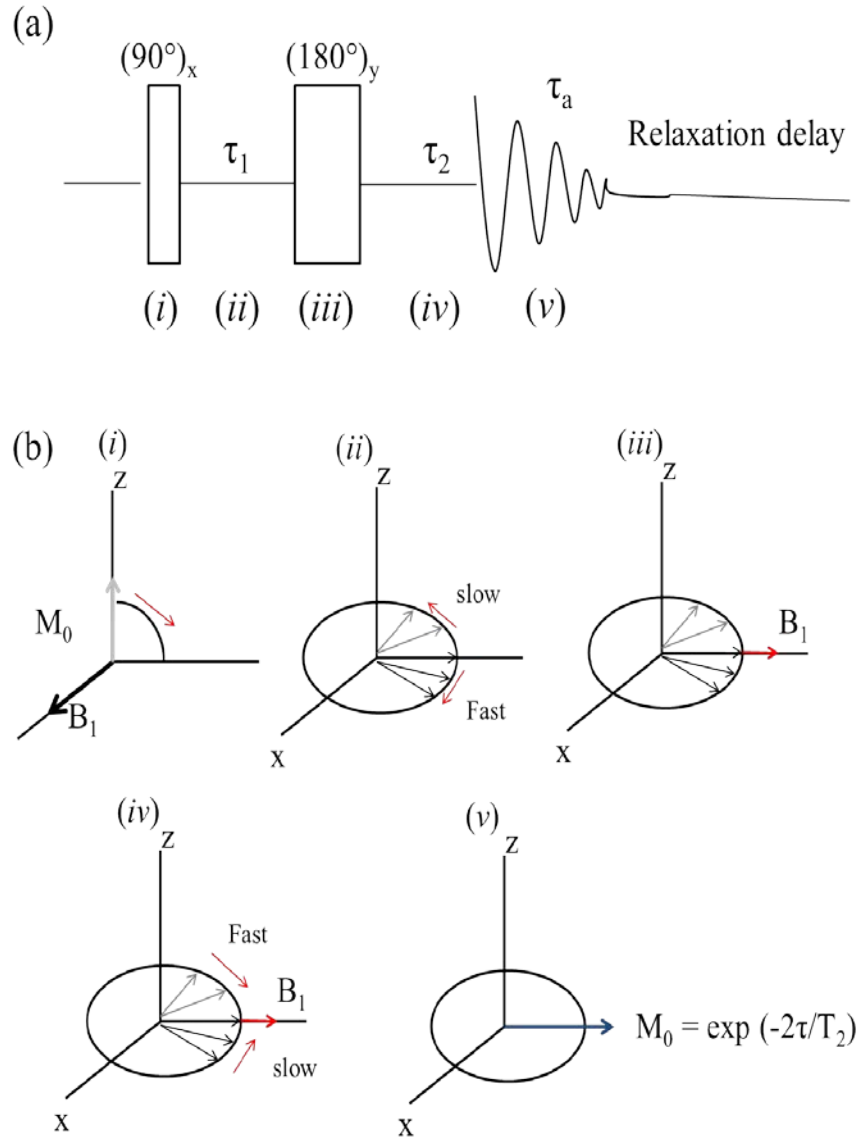 (a)
(90°)x (180°)y
τ1 τ2 τa Relaxation delay
(i) (ii) (iii) (iv) (v)
(b) (i) (ii) (iii)
z z z
M0 slow B1
B1 Fast
x x
(iv) (v)
z z
Fast
B1
M0 = exp (-2τ/T2)
slow
x x